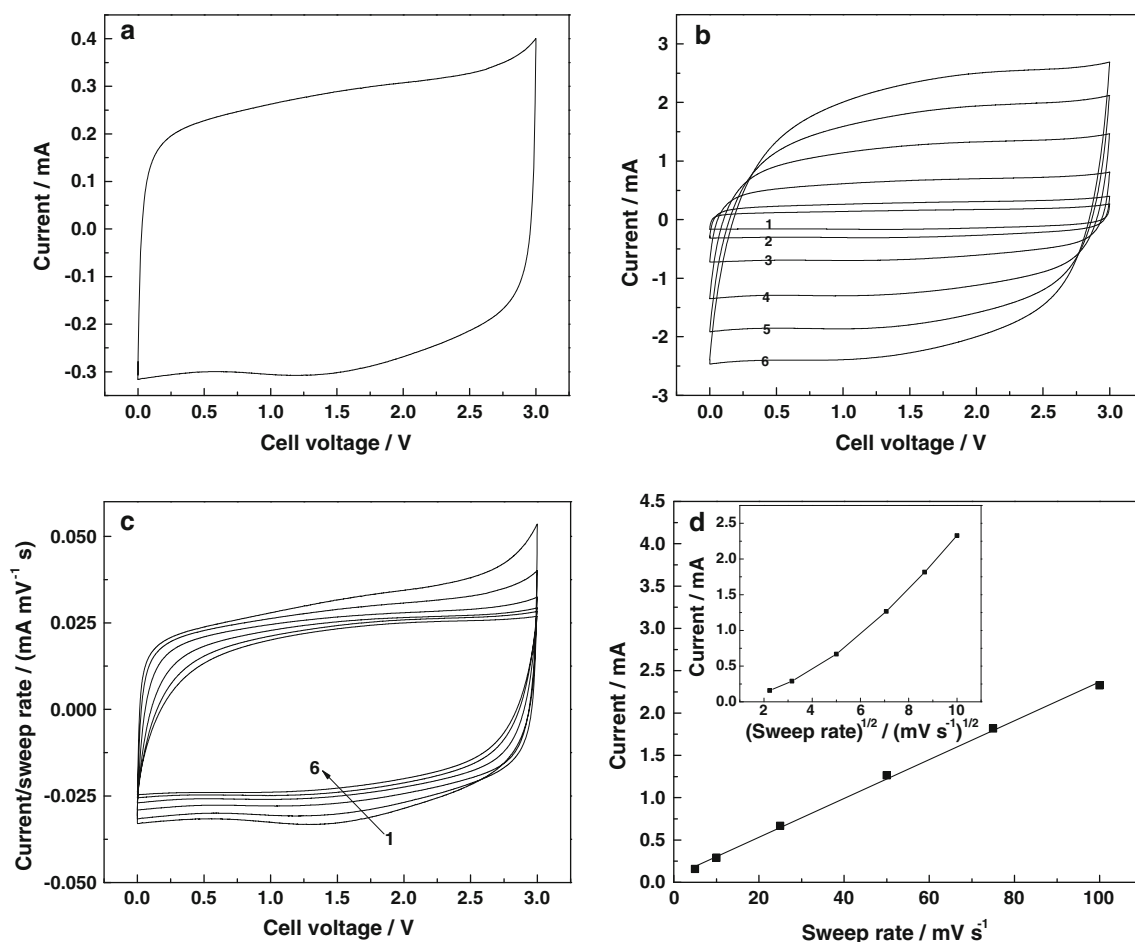 a
0.4
0.3
0.2
0.1
0.0
-0.1
-0.2
-0.3
Current / mA
0.0 0.5 1.0 1.5 2.0 2.5 3.0
Cell voltage / V
b
3
2
1
0
-1
-2
-3
Current / mA
1
2
3
4
5
6
0.0 0.5 1.0 1.5 2.0 2.5 3.0
Cell voltage / V
c
0.050
0.025
0.000
-0.025
-0.050
Current/sweep rate / (mA mV⁻¹ s)
6
1
0.0 0.5 1.0 1.5 2.0 2.5 3.0
Cell voltage / V
d
4.5
4.0
3.5
3.0
2.5
2.0
1.5
1.0
0.5
0.0
Current / mA
2.5
2.0
1.5
1.0
0.5
0.0
Current / mA
2 4 6 8 10
(Sweep rate)^1/2 / (mV s⁻¹)^1/2
0 20 40 60 80 100
Sweep rate / mV s⁻¹